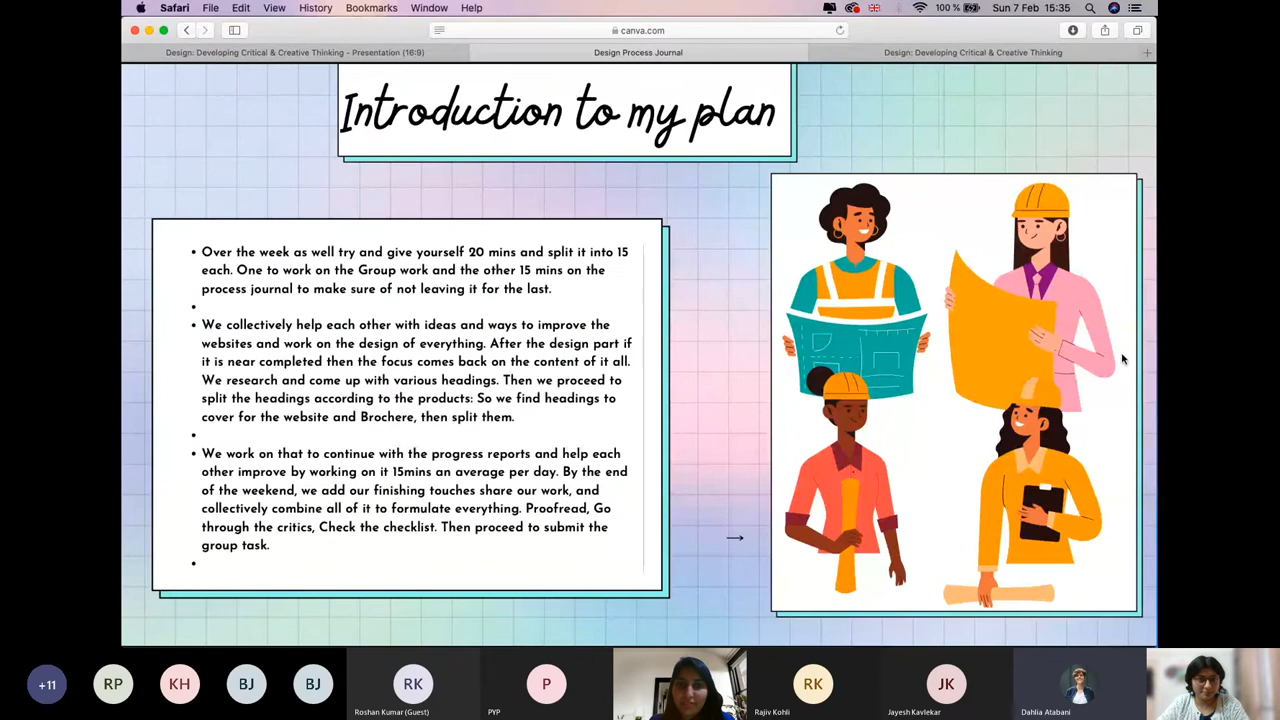 Safari File Edit View History Bookmarks Window Help 100 % Sun 7 Feb 15:35
canva.com
Design: Developing Critical & Creative Thinking - Presentation (16:9) Design Process Journal Design: Developing Critical & Creative Thinking
Introduction to my plan
• Over the week as well try and give yourself 20 mins and split it into 15
each. One to work on the Group work and the other 15 mins on the
process journal to make sure of not leaving it for the last.
•
• We collectively help each other with ideas and ways to improve the
websites and work on the design of everything. After the design part if
it is near completed then the focus comes back on the content of it all.
We research and come up with various headings. Then we proceed to
split the headings according to the products: So we find headings to
cover for the website and Brochere, then split them.
•
• We work on that to continue with the progress reports and help each
other improve by working on it 15mins an average per day. By the end
of the weekend, we add our finishing touches share our work, and
collectively combine all of it to formulate everything. Proofread, Go
through the critics, Check the checklist. Then proceed to submit the
group task.
•
+11 RP KH BJ BJ RK P RK JK
Roshan Kumar (Guest) PYP Rajiv Kohli Jayesh Kavlekar Dahlia Atabani